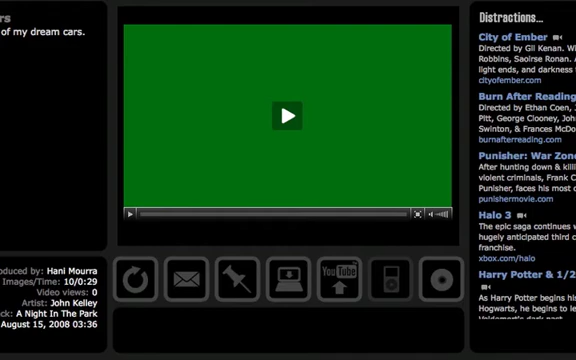 rs
of my dream cars.
oduced by: Hani Mourra
Images/Time: 10/0:29
Video views: 0
Artist: John Kelley
ck: A Night In The Park
August 15, 2008 03:36
YouTube
Distractions...
City of Ember
Directed by Gil Kenan. Wi
Robbins, Saoirse Ronan. A
light ends, and darkness
cityofember.com
Burn After Reading
Directed by Ethan Coen, J
Pitt, George Clooney, Joh
Swinton, & Frances McDo
burnafterreading.com
Punisher: War Zone
After hunting down & killi
violent criminals, Frank C
Punisher, faces his most d
punishermovie.com
Halo 3
The epic saga continues w
hugely anticipated third c
franchise.
xbox.com/halo
Harry Potter & 1/2
As Harry Potter begins his
Hogwarts, he begins to le
Voldemort's dark past